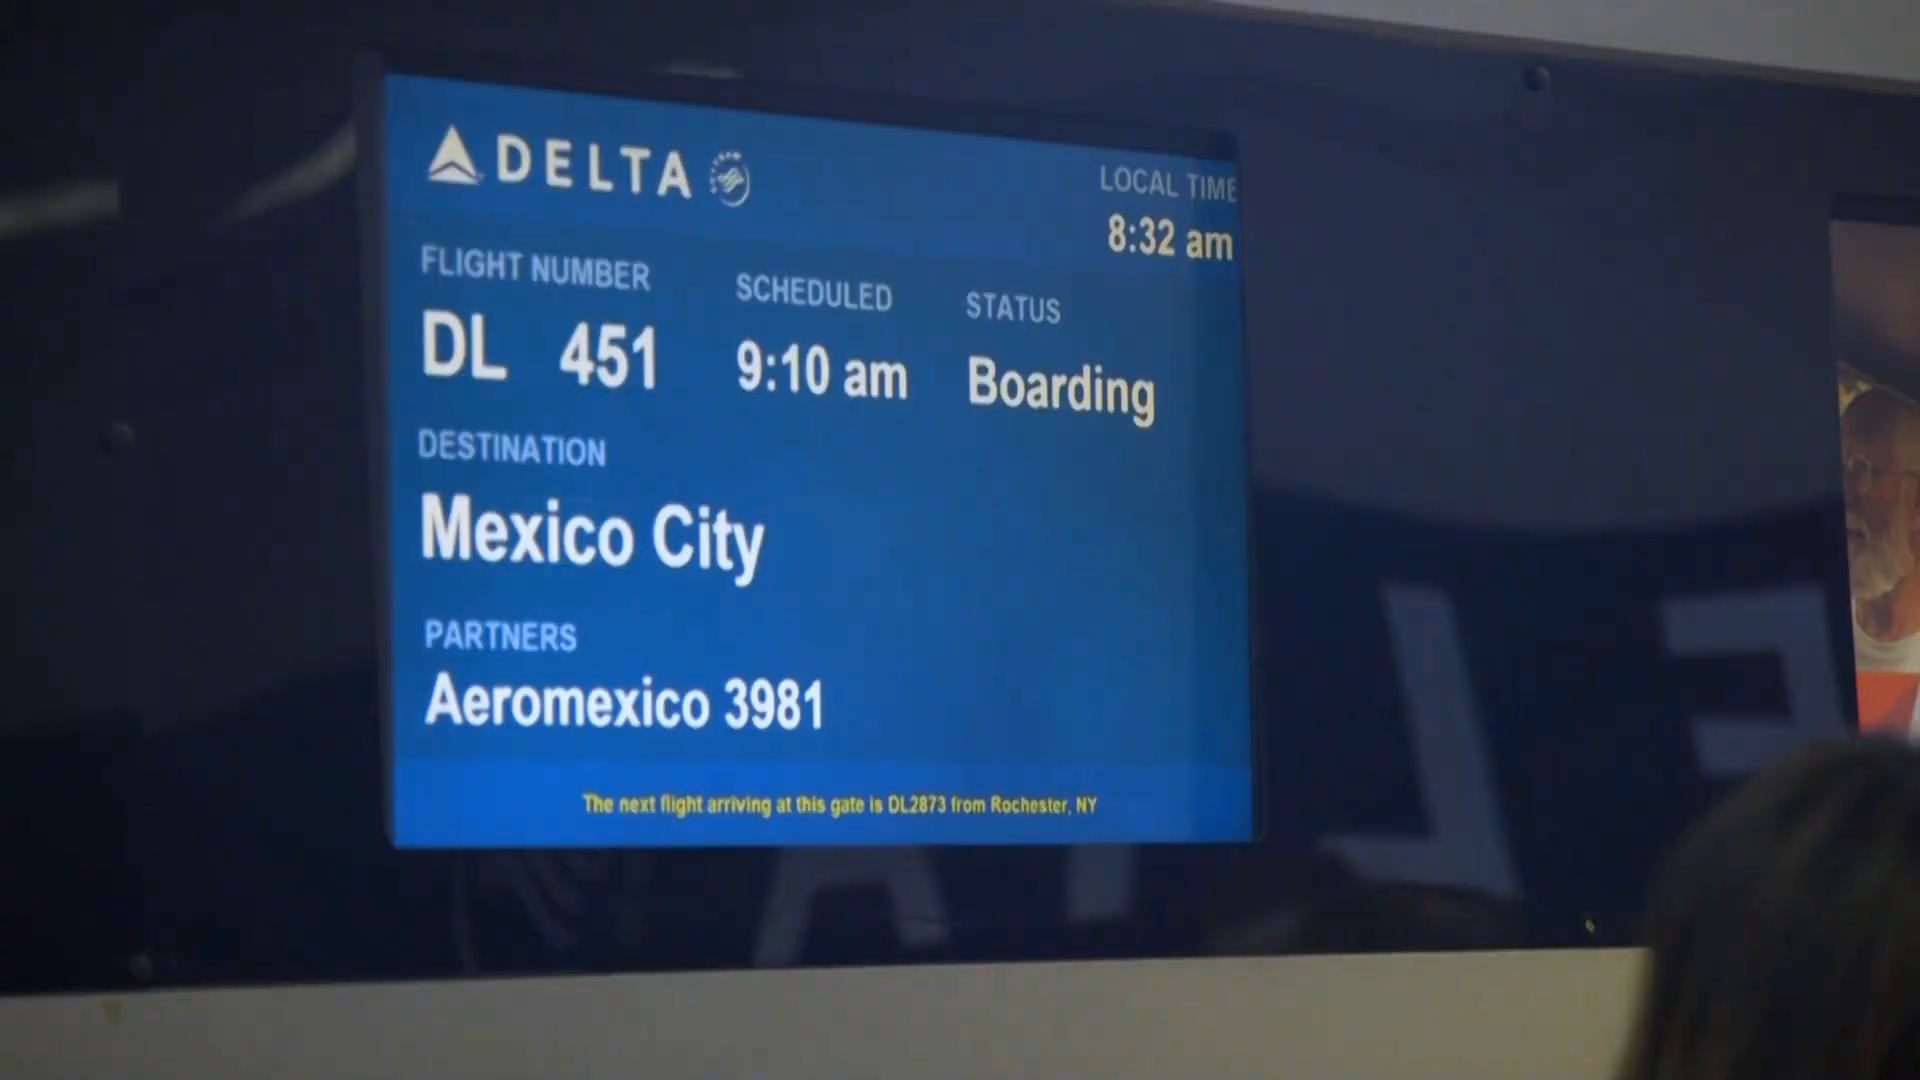 DELTA
LOCAL TIME
8:32 am
FLIGHT NUMBER SCHEDULED STATUS
DL 451 9:10 am Boarding
DESTINATION
Mexico City
PARTNERS
Aeromexico 3981
The next flight arriving at this gate is DL2873 from Rochester, NY